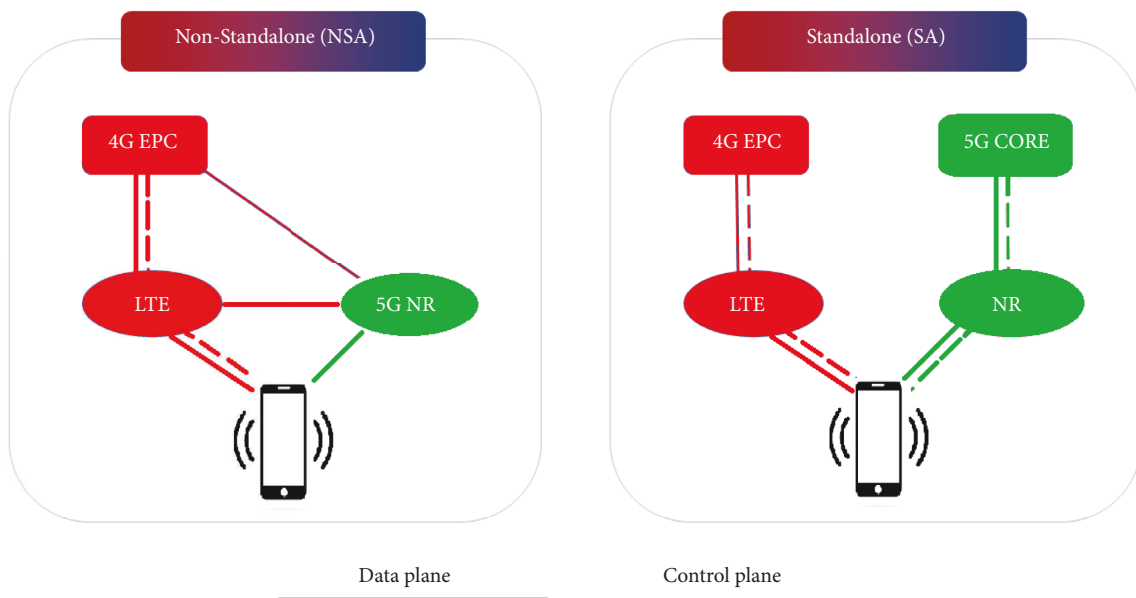 Non-Standalone (NSA)
Standalone (SA)
4G EPC
4G EPC
5G CORE
LTE
5G NR
LTE
NR
Data plane
Control plane